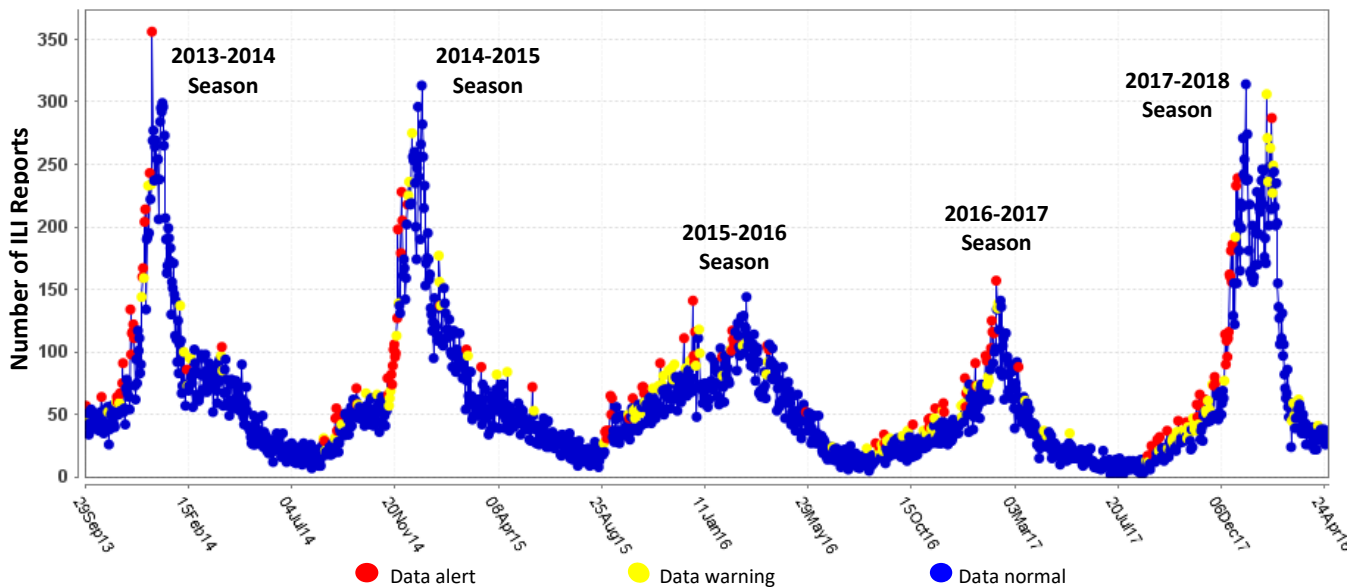 350
300
250
200
150
100
50
0
Number of ILI Reports
2013-2014
Season
2014-2015
Season
2015-2016
Season
2016-2017
Season
2017-2018
Season
29Sep13
15Feb14
04Jul14
20Nov14
08Apr15
25Aug15
11Jan16
29May16
15Oct16
03Mar17
20Jul17
06Dec17
24Apr18
Data alert
Data warning
Data normal